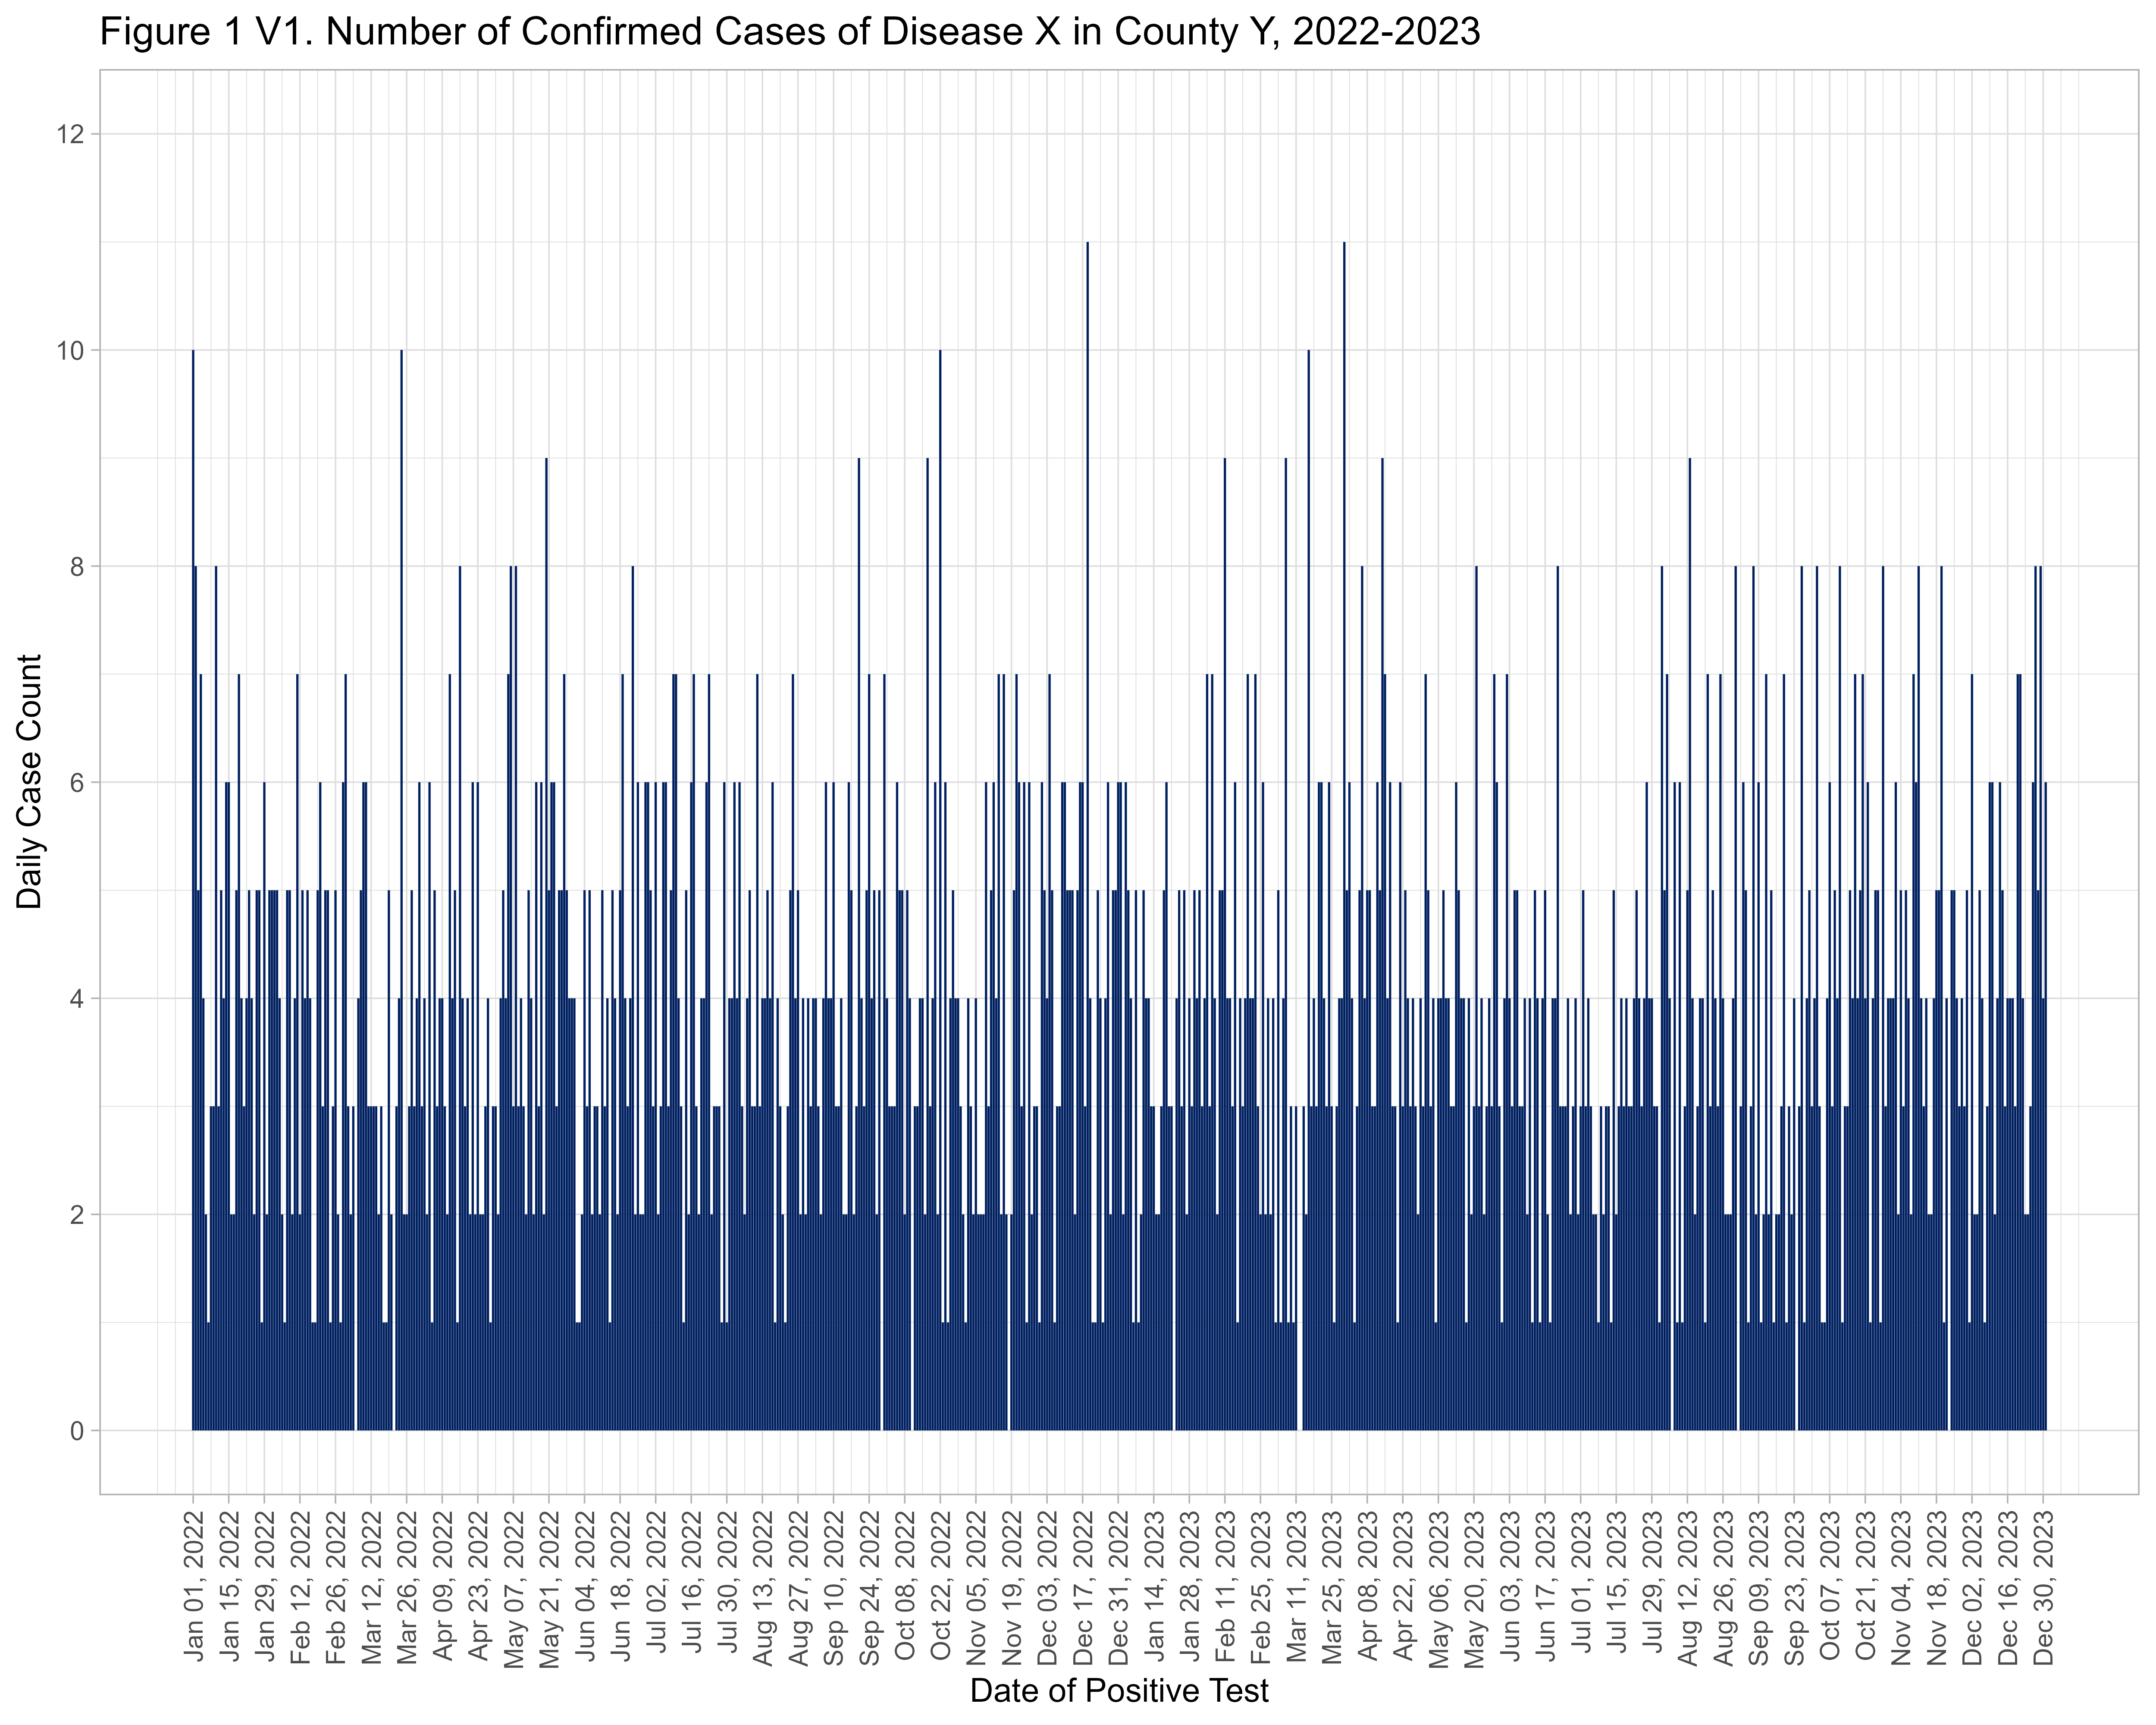 Figure 1 V1. Number of Confirmed Cases of Disease X in County Y, 2022-2023
Daily Case Count
12
10
8
6
4
2
0
Jan 01, 2022
Jan 15, 2022
Jan 29, 2022
Feb 12, 2022
Feb 26, 2022
Mar 12, 2022
Mar 26, 2022
Apr 09, 2022
Apr 23, 2022
May 07, 2022
May 21, 2022
Jun 04, 2022
Jun 18, 2022
Jul 02, 2022
Jul 16, 2022
Jul 30, 2022
Aug 13, 2022
Aug 27, 2022
Sep 10, 2022
Sep 24, 2022
Oct 08, 2022
Oct 22, 2022
Nov 05, 2022
Nov 19, 2022
Dec 03, 2022
Dec 17, 2022
Dec 31, 2022
Jan 14, 2023
Jan 28, 2023
Feb 11, 2023
Feb 25, 2023
Mar 11, 2023
Mar 25, 2023
Apr 08, 2023
Apr 22, 2023
May 06, 2023
May 20, 2023
Jun 03, 2023
Jun 17, 2023
Jul 01, 2023
Jul 15, 2023
Jul 29, 2023
Aug 12, 2023
Aug 26, 2023
Sep 09, 2023
Sep 23, 2023
Oct 07, 2023
Oct 21, 2023
Nov 04, 2023
Nov 18, 2023
Dec 02, 2023
Dec 16, 2023
Dec 30, 2023
Date of Positive Test